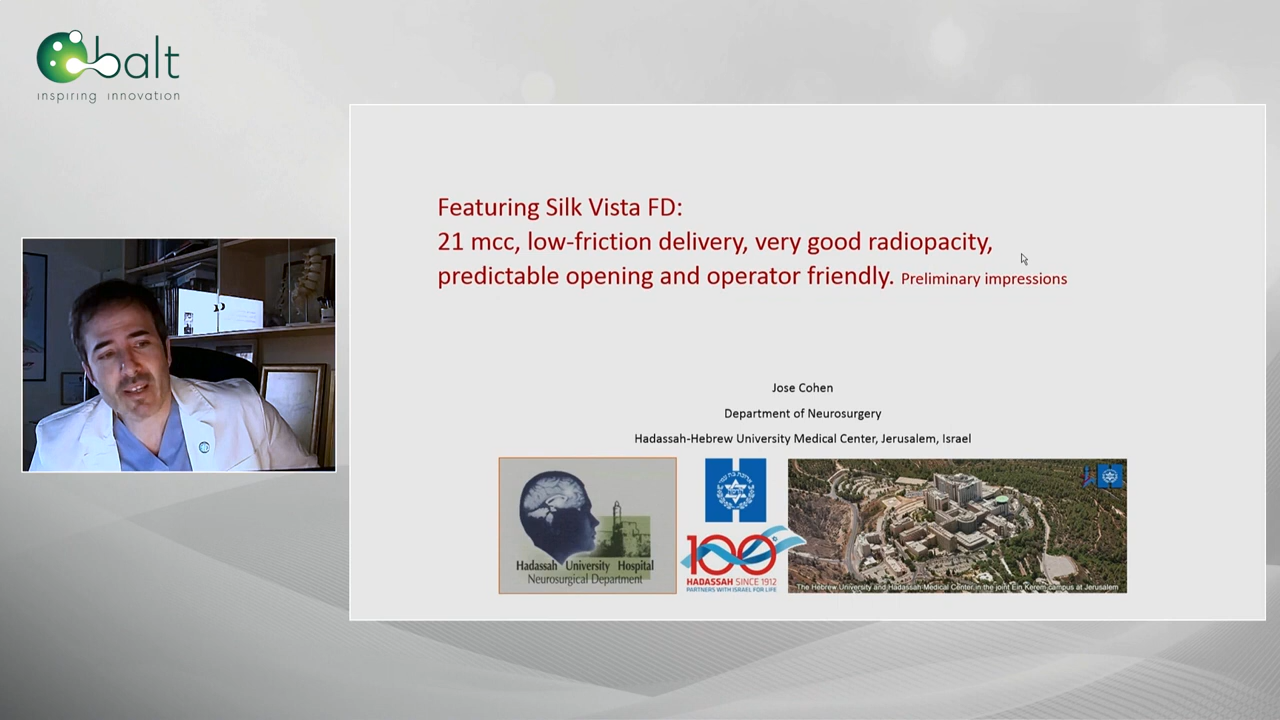 balt
inspiring innovation
Featuring Silk Vista FD:
21 mcc, low-friction delivery, very good radiopacity,
predictable opening and operator friendly. Preliminary impressions
Jose Cohen
Department of Neurosurgery
Hadassah-Hebrew University Medical Center, Jerusalem, Israel
Hadassah University Hospital
Neurosurgical Department
100
HADASSAH SINCE 1912
PARTNERS WITH ISRAEL FOR LIFE
The Hebrew University and Hadassah Medical Center in the joint Ein Kerem campus at Jerusalem